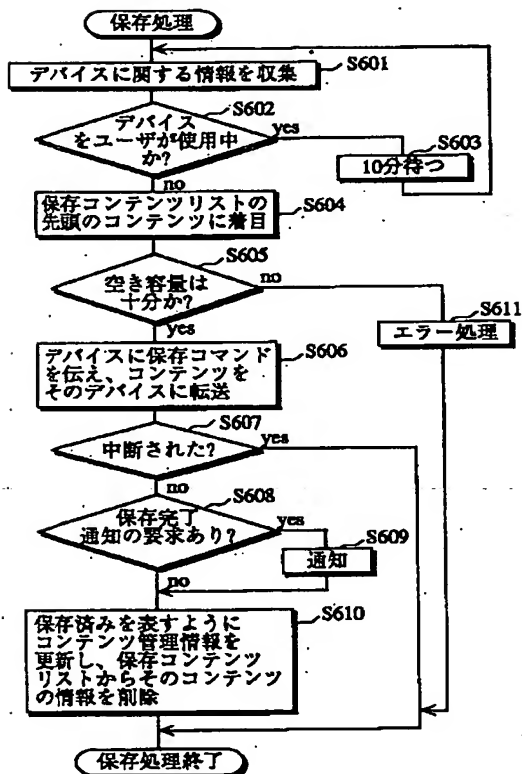 保存処理
デバイスに関する情報を収集
S601
S602
デバイス
をユーザが使用中
か?
yes
S603
10分待つ
no
保存コンテンツリストの
先頭のコンテンツに着目
S604
S605
空き容量は
十分か?
no
S611
エラー処理
yes
デバイスに保存コマンド
を伝え、コンテンツを
そのデバイスに転送
S606
S607
中断された?
yes
no
S608
保存完了
通知の要求あり?
yes
S609
通知
no
S610
保存済みを表すように
コンテンツ管理情報を
更新し、保存コンテンツ
リストからそのコンテンツ
の情報を削除
保存処理終了